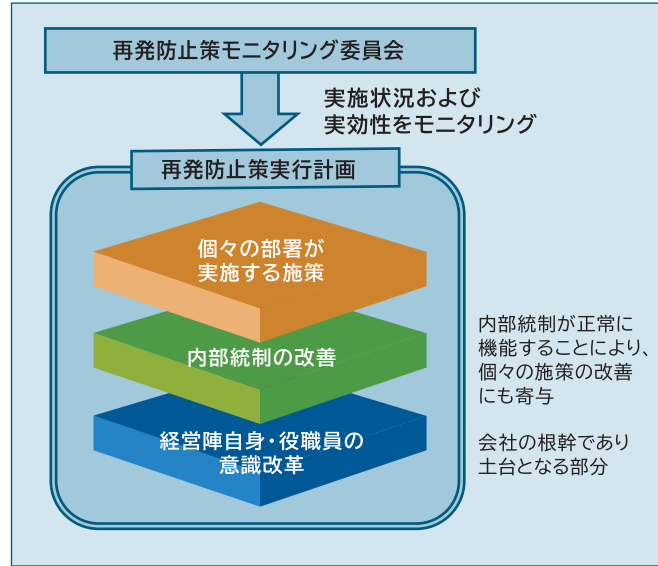 再発防止策モニタリング委員会
実施状況および
実効性をモニタリング
再発防止策実行計画
個々の部署が
実施する施策
内部統制の改善
内部統制が正常に
機能することにより、
個々の施策の改善
にも寄与
経営陣自身・役職員の
意識改革
会社の根幹であり
土台となる部分